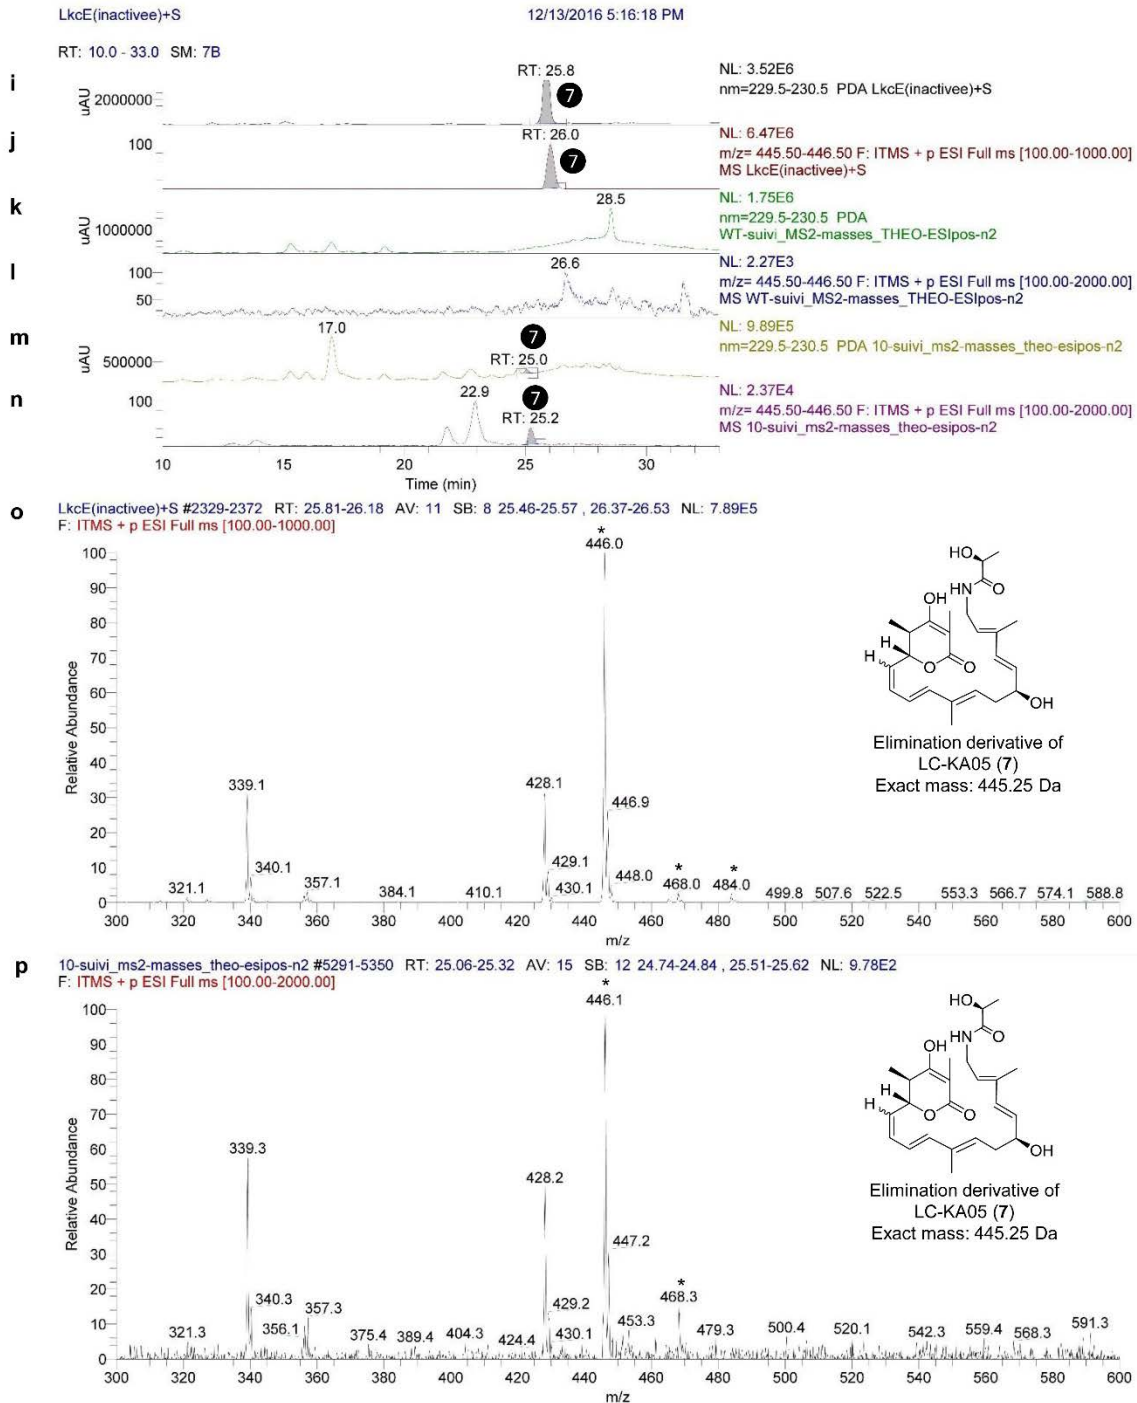 LkcE(inactivee)+S 12/13/2016 5:16:18 PM
RT: 10.0 - 33.0 SM: 7B
i
uAU
2000000
RT: 25.8
7
NL: 3.52E6
nm=229.5-230.5 PDA LkcE(inactivee)+S
j
100
RT: 26.0
7
NL: 6.47E6
m/z= 445.50-446.50 F: ITMS + p ESI Full ms [100.00-1000.00]
MS LkcE(inactivee)+S
k
uAU
1000000
28.5
NL: 1.75E6
nm=229.5-230.5 PDA
WT-suivi_MS2-masses_THEO-ESIpos-n2
l
100
50
26.6
NL: 2.27E3
m/z= 445.50-446.50 F: ITMS + p ESI Full ms [100.00-2000.00]
MS WT-suivi_MS2-masses_THEO-ESIpos-n2
m
uAU
500000
17.0
7
RT: 25.0
NL: 9.89E5
nm=229.5-230.5 PDA 10-suivi_ms2-masses_theo-esipos-n2
n
100
22.9
7
RT: 25.2
NL: 2.37E4
m/z= 445.50-446.50 F: ITMS + p ESI Full ms [100.00-2000.00]
MS 10-suivi_ms2-masses_theo-esipos-n2
10 15 20 25 30
Time (min)
o
LkcE(inactivee)+S #2329-2372 RT: 25.81-26.18 AV: 11 SB: 8 25.46-25.57 , 26.37-26.53 NL: 7.89E5
F: ITMS + p ESI Full ms [100.00-1000.00]
Relative Abundance
100
90
80
70
60
50
40
30
20
10
0
*
446.0
339.1
428.1
446.9
340.1
429.1
321.1
357.1
384.1
410.1
430.1
448.0
*
468.0
*
484.0
499.8
507.6
522.5
553.3
566.7
574.1
588.8
HO
HN
O
OH
H
H
O
O
OH
Elimination derivative of
LC-KA05 (7)
Exact mass: 445.25 Da
300 320 340 360 380 400 420 440 460 480 500 520 540 560 580 600
m/z
p
10-suivi_ms2-masses_theo-esipos-n2 #5291-5350 RT: 25.06-25.32 AV: 15 SB: 12 24.74-24.84 , 25.51-25.62 NL: 9.78E2
F: ITMS + p ESI Full ms [100.00-2000.00]
Relative Abundance
100
90
80
70
60
50
40
30
20
10
0
*
446.1
339.3
428.2
447.2
340.3
357.3
429.2
*
468.3
321.3
356.1
375.4
389.4
404.3
424.4
430.1
453.3
479.3
500.4
520.1
542.3
559.4
568.3
591.3
HO
HN
O
OH
H
H
O
O
OH
Elimination derivative of
LC-KA05 (7)
Exact mass: 445.25 Da
300 320 340 360 380 400 420 440 460 480 500 520 540 560 580 600
m/z